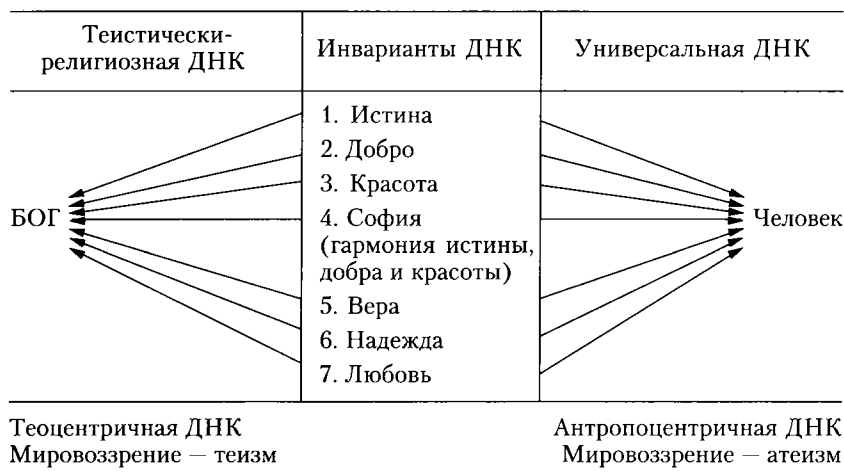 Теистически-
религиозная ДНК
Инварианты ДНК
Универсальная ДНК
БОГ
1. Истина
2. Добро
3. Красота
4. София
(гармония истины,
добра и красоты)
5. Вера
6. Надежда
7. Любовь
Человек
Теоцентричная ДНК
Мировоззрение — теизм
Антропоцентричная ДНК
Мировоззрение — атеизм